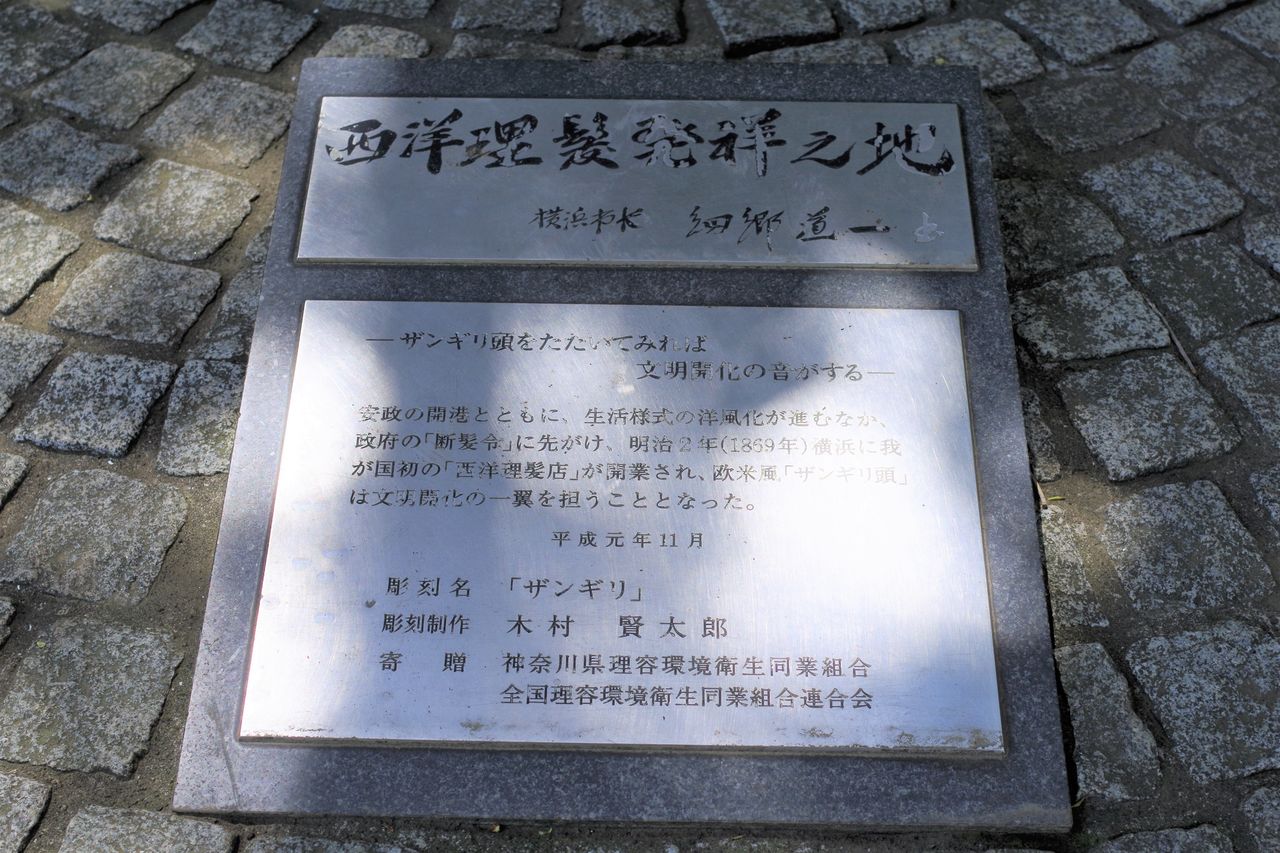 西洋理髪発祥之地
横浜市長 細郷道一
―ザンギリ頭をたたいてみれば
文明開化の音がする―
安政の開港とともに、生活様式の洋風化が進むなか、
政府の「断髪令」に先がけ、明治2年(1869年)横浜に我
が国初の「西洋理髪店」が開業され、欧米風「ザンギリ頭」
は文明開化の一翼を担うこととなった。
平成元年11月
彫刻名 「ザンギリ」
彫刻制作 木村 賢太郎
寄贈 神奈川県理容環境衛生同業組合
全国理容環境衛生同業組合連合会